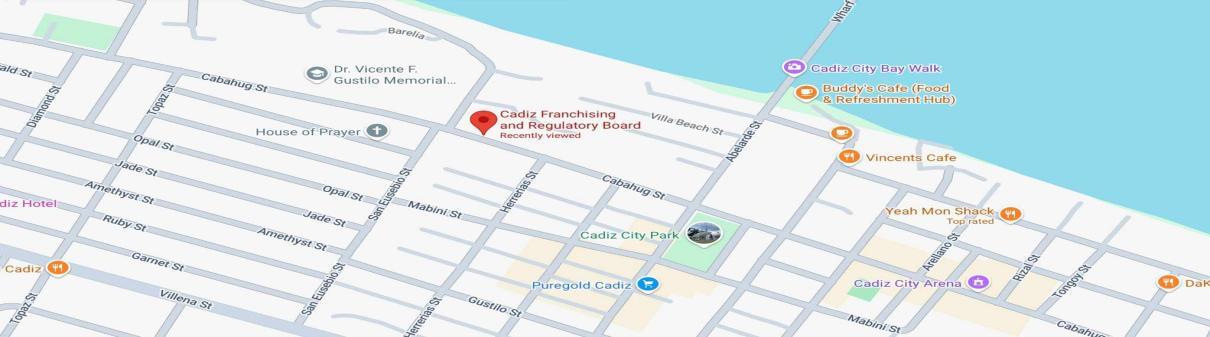 Wharf
Barelia
ald St
Dr. Vicente F.
Gustilo Memorial...
Cabahug St
Cadiz City Bay Walk
Buddy's Cafe (Food
& Refreshment Hub)
Diamond St
Topaz St
House of Prayer
Cadiz Franchising
and Regulatory Board
Recently viewed
Villa Beach St
Abelarde St
Vincents Cafe
Opal St
Jade St
Amethyst St
Opal St
San Eusebio St
Mabini St
Herrerias St
Cabahug St
diz Hotel
Ruby St
Jade St
Amethyst St
Cadiz City Park
Yeah Mon Shack
Top rated
Arellano St
Rizal St
Tongoy St
Cadiz
Garnet St
Villena St
San Eusebio St
Puregold Cadiz
Cadiz City Arena
DaK
Topaz St
Herrerias St
Gustilo St
Mabini St
Cabahug